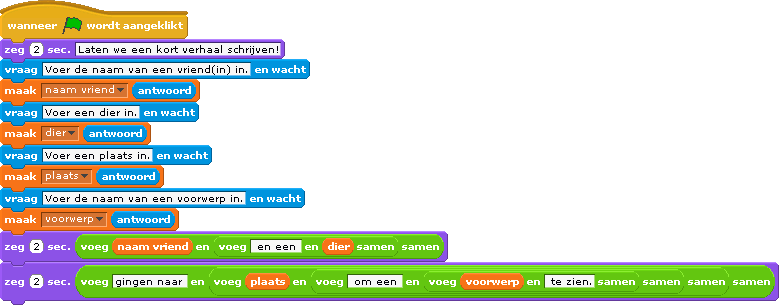 wanneer wordt aangeklikt
zeg 2 sec. Laten we een kort verhaal schrijven!
vraag Voer de naam van een vriend(in) in. en wacht
maak naam vriend antwoord
vraag Voer een dier in. en wacht
maak dier antwoord
vraag Voer een plaats in. en wacht
maak plaats antwoord
vraag Voer de naam van een voorwerp in. en wacht
maak voorwerp antwoord
zeg 2 sec. voeg naam vriend en voeg en een en dier samen samen
zeg 2 sec. voeg gingen naar en voeg plaats en voeg om een en voeg voorwerp en te zien. samen samen samen samen